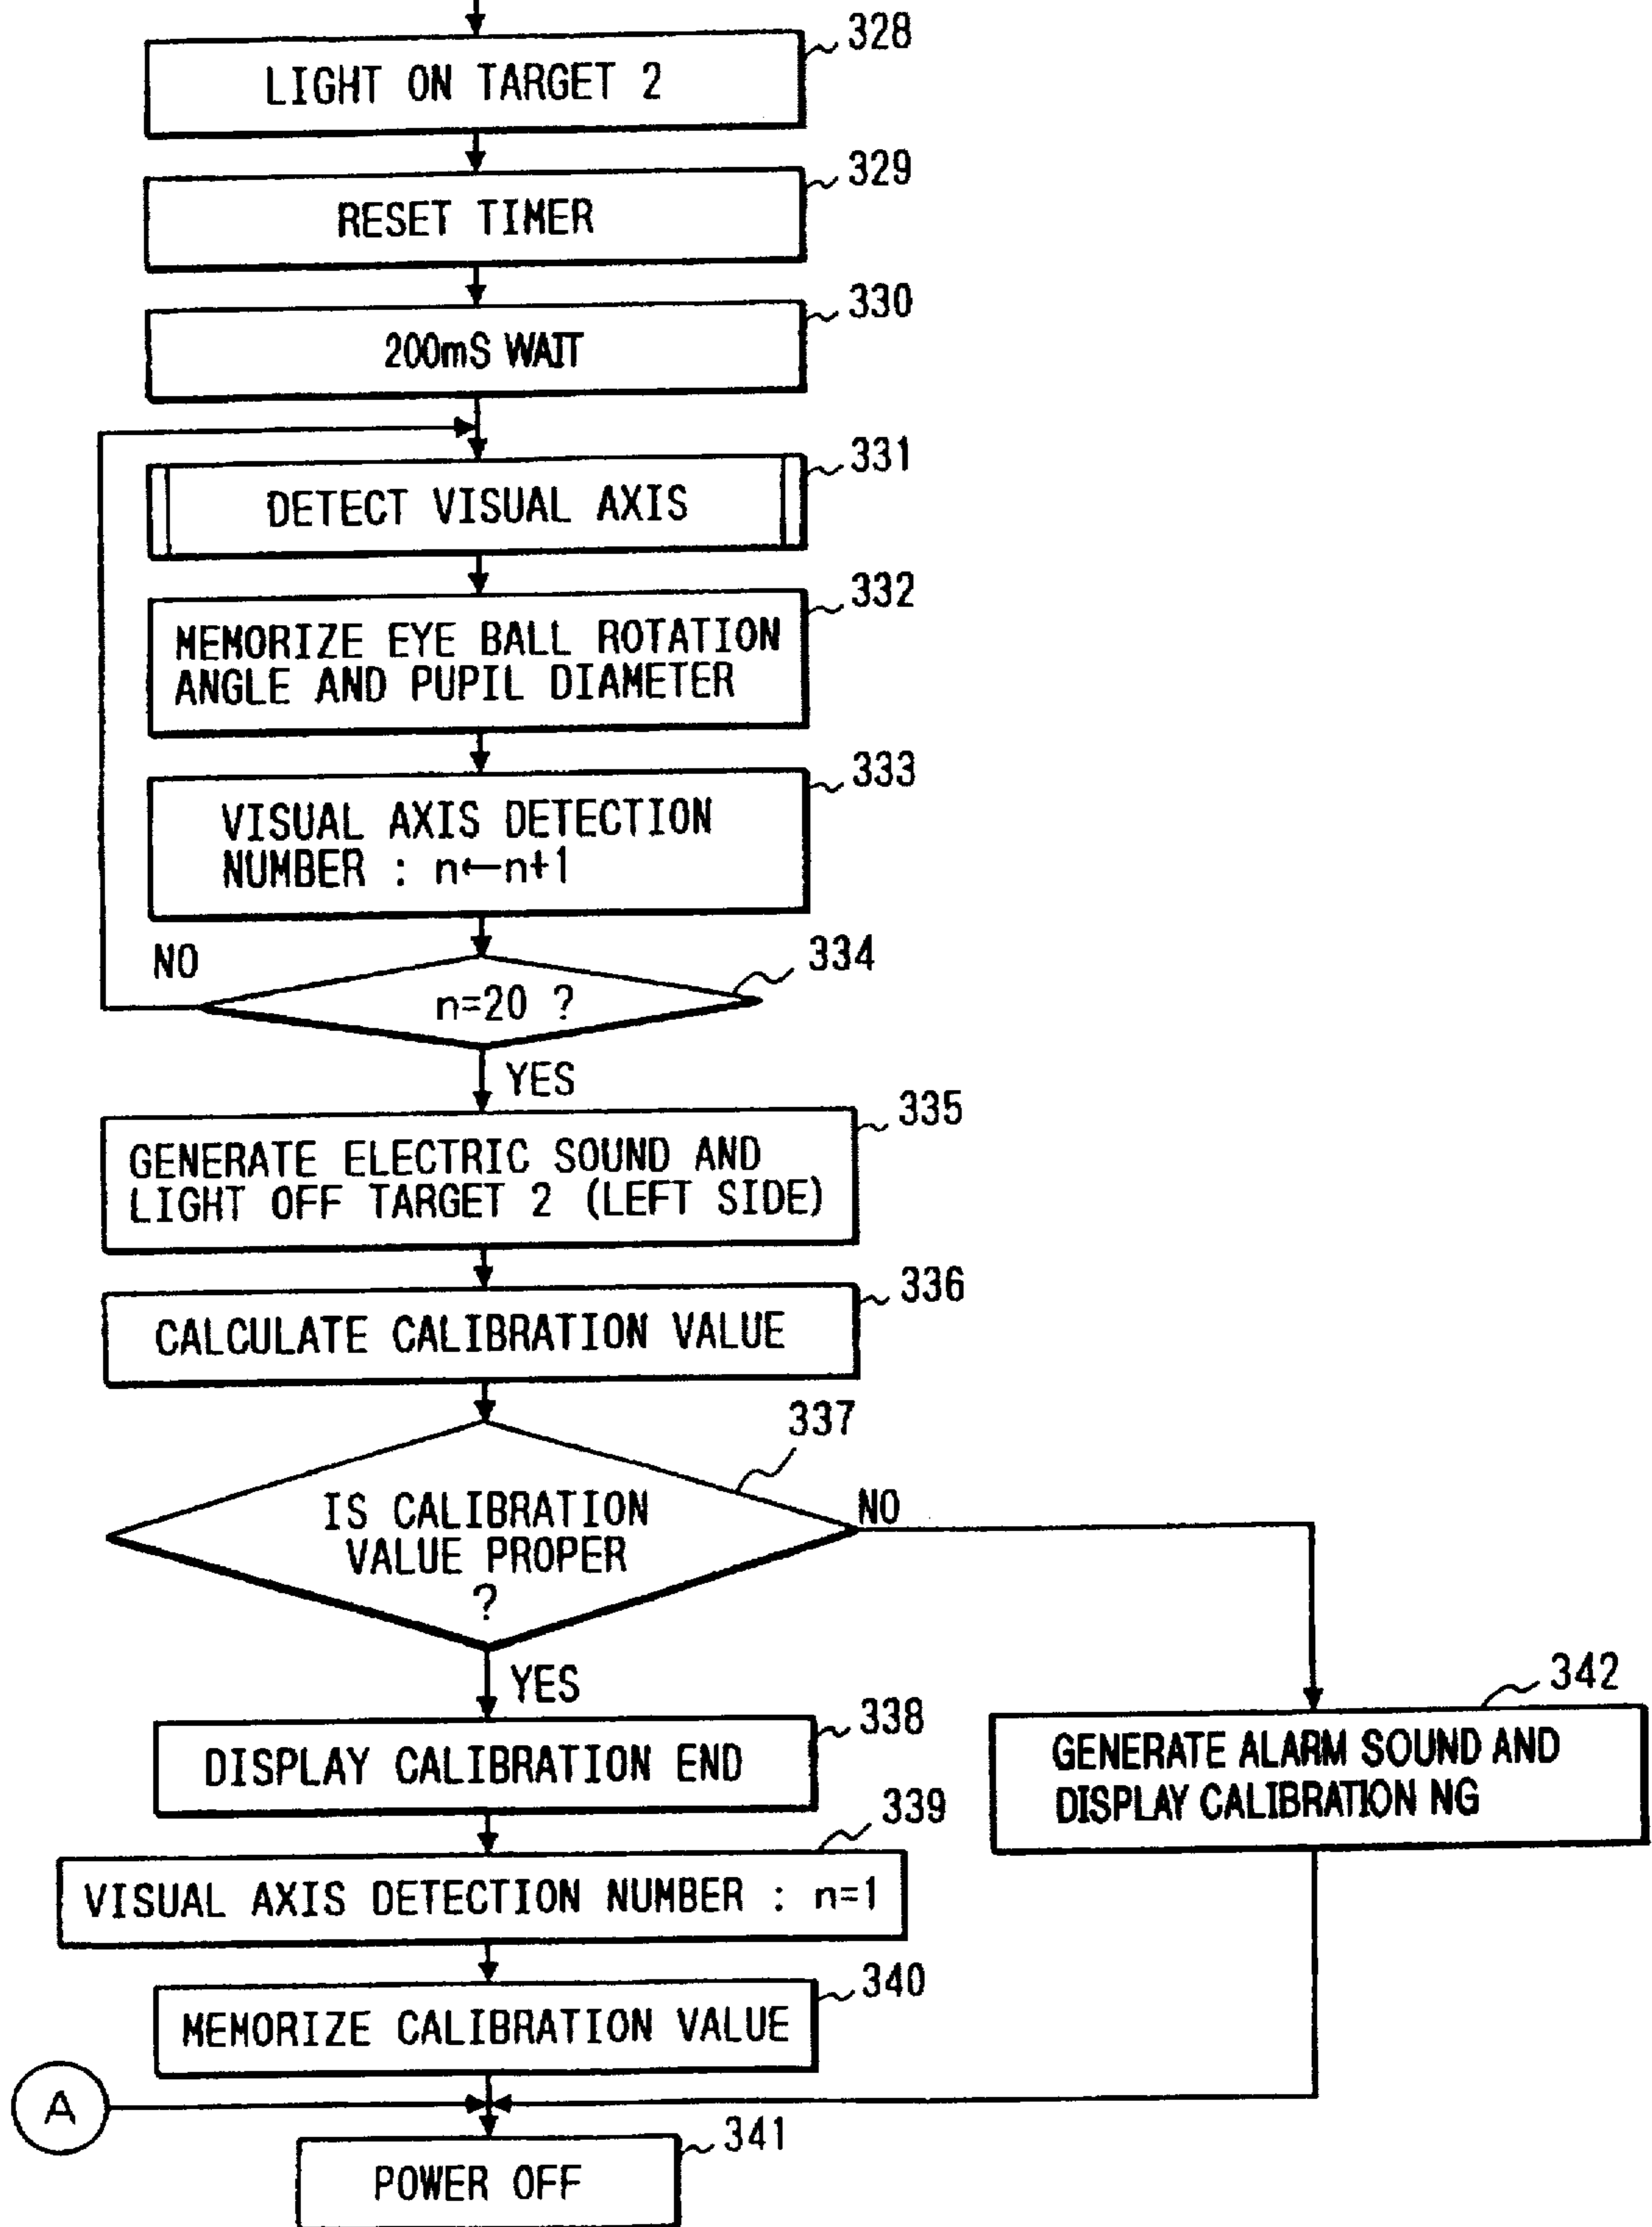 328
LIGHT ON TARGET 2
329
RESET TIMER
330
200mS WAIT
331
DETECT VISUAL AXIS
332
MEMORIZE EYE BALL ROTATION
ANGLE AND PUPIL DIAMETER
333
VISUAL AXIS DETECTION
NUMBER : n←n+1
NO
334
n=20 ?
YES
335
GENERATE ELECTRIC SOUND AND
LIGHT OFF TARGET 2 (LEFT SIDE)
336
CALCULATE CALIBRATION VALUE
337
IS CALIBRATION
VALUE PROPER
?
NO
YES
338
DISPLAY CALIBRATION END
342
GENERATE ALARM SOUND AND
DISPLAY CALIBRATION NG
339
VISUAL AXIS DETECTION NUMBER : n=1
340
MEMORIZE CALIBRATION VALUE
A
341
POWER OFF